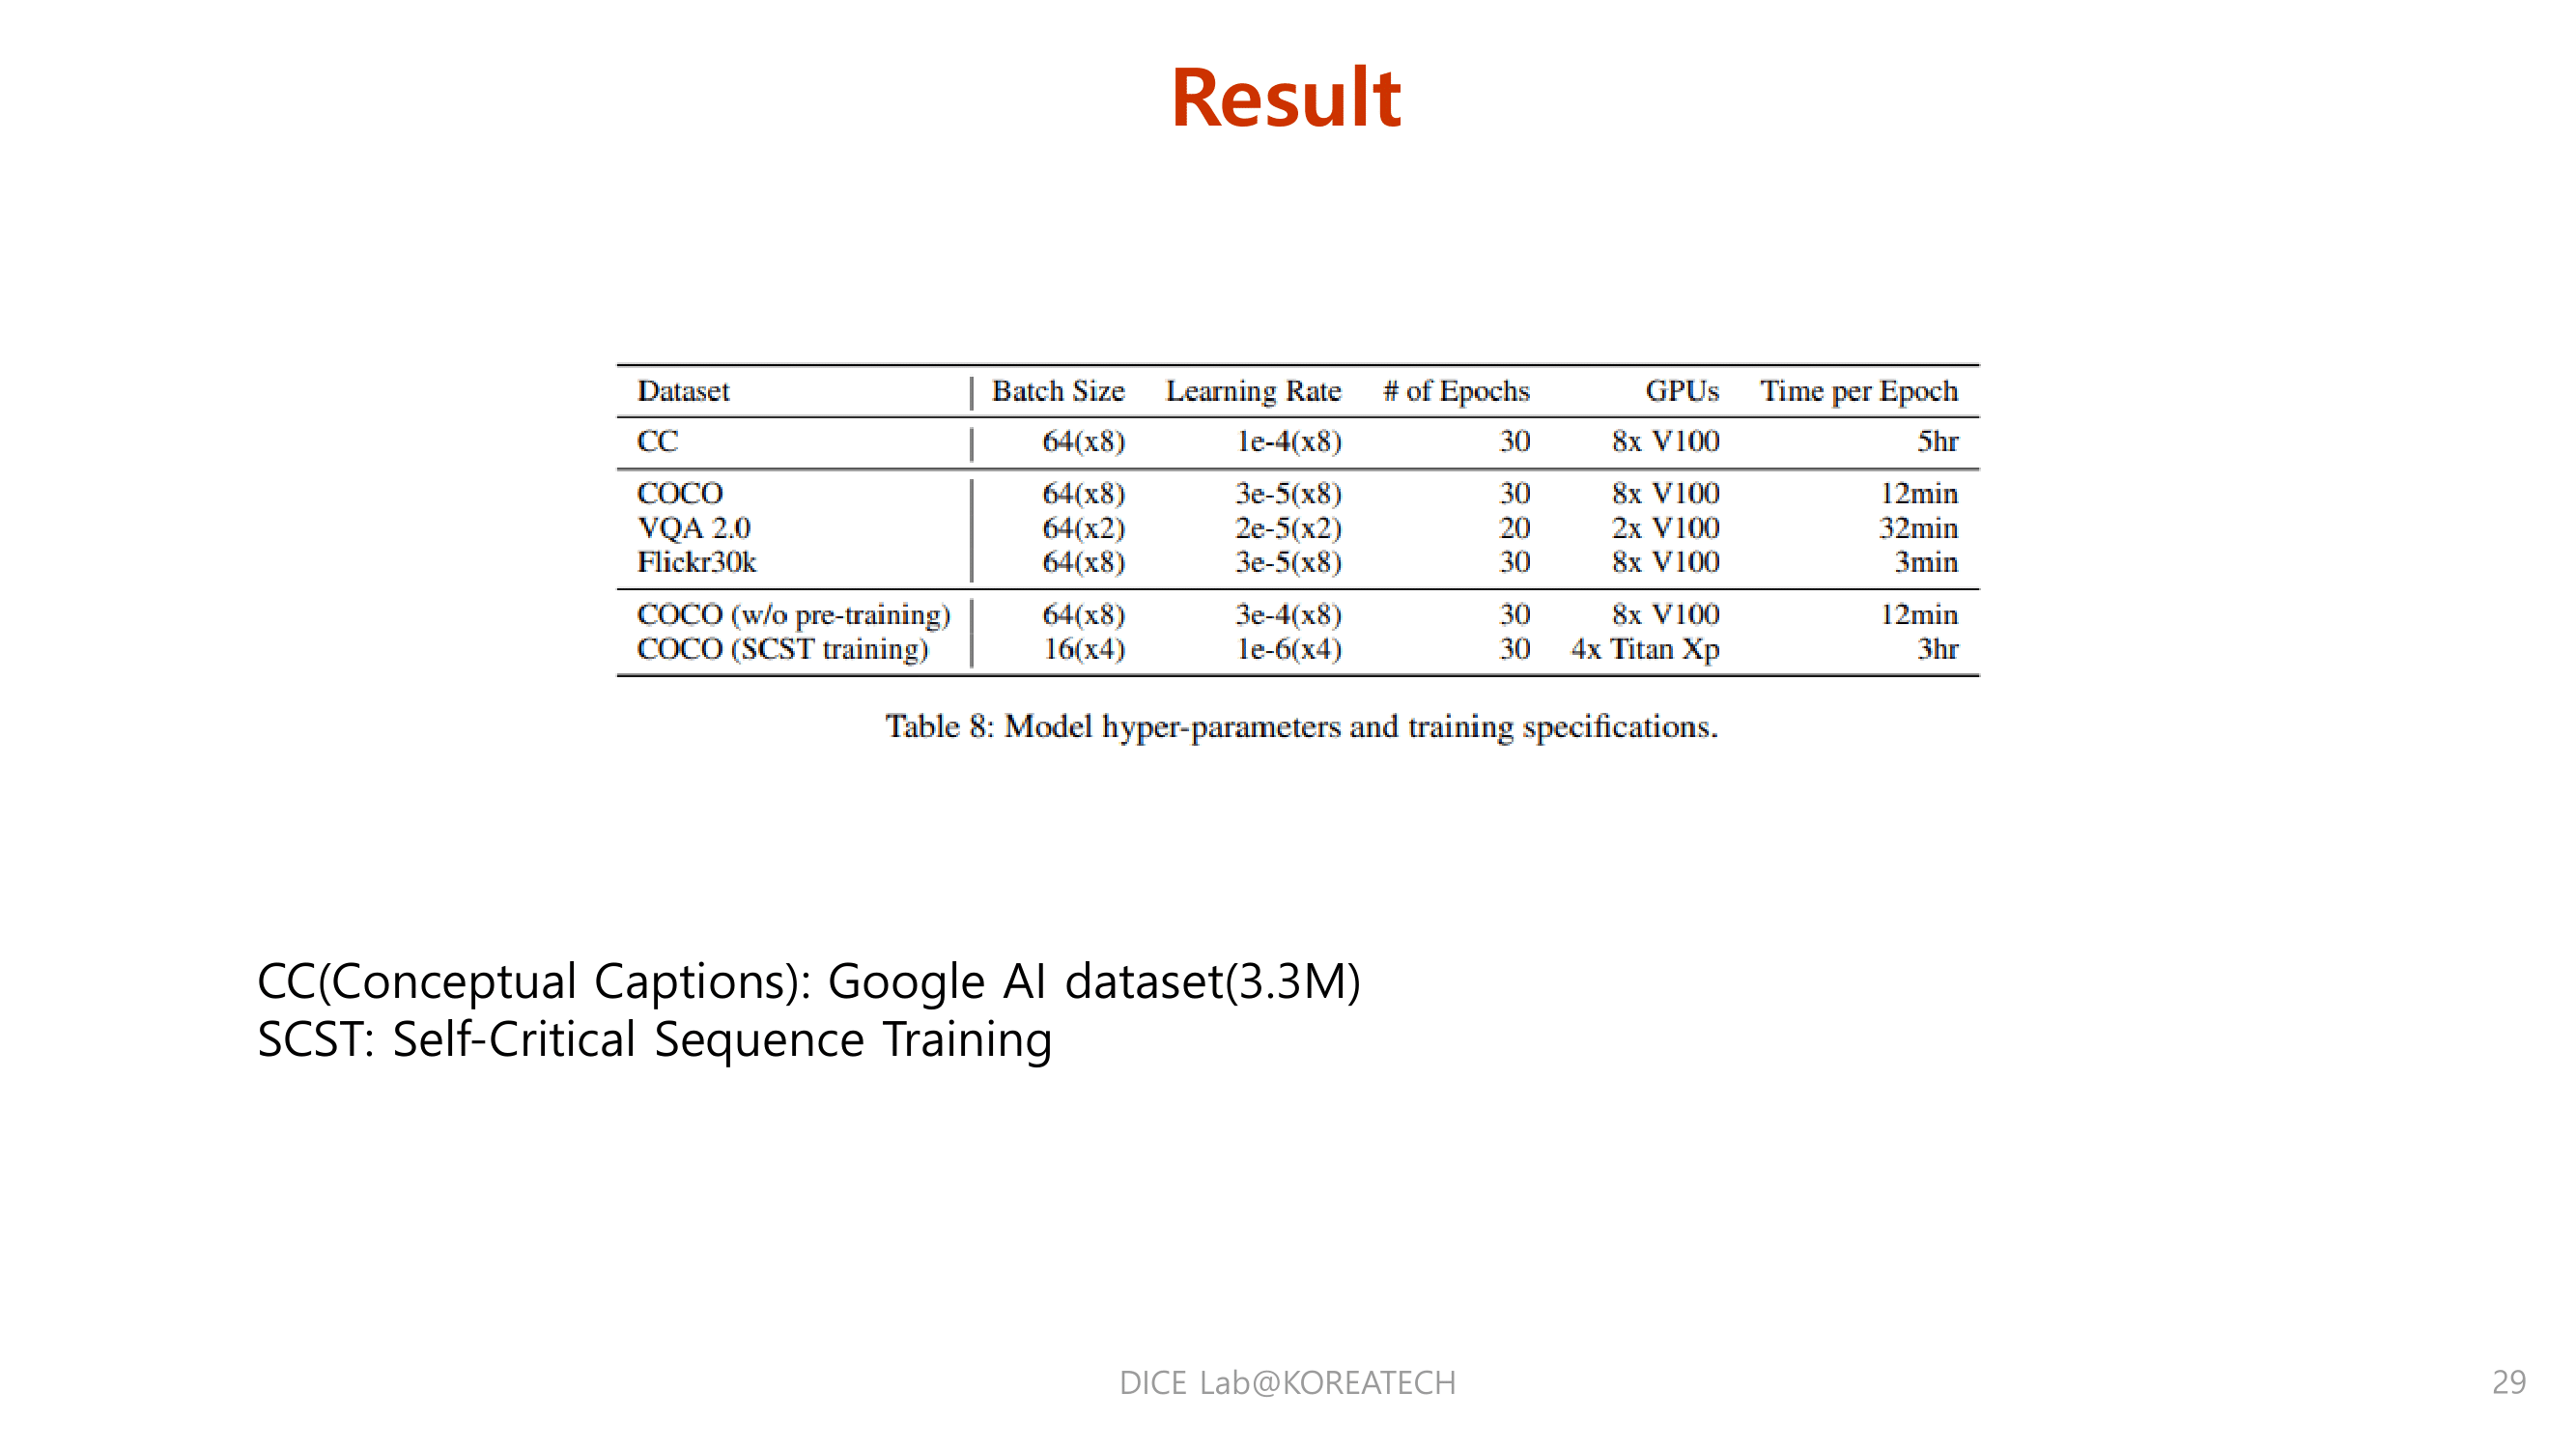 Result
Dataset Batch Size Learning Rate # of Epochs GPUs Time per Epoch
CC 64(x8) 1e-4(x8) 30 8x V100 5hr
COCO 64(x8) 3e-5(x8) 30 8x V100 12min
VQA 2.0 64(x2) 2e-5(x2) 20 2x V100 32min
Flickr30k 64(x8) 3e-5(x8) 30 8x V100 3min
COCO (w/o pre-training) 64(x8) 3e-4(x8) 30 8x V100 12min
COCO (SCST training) 16(x4) 1e-6(x4) 30 4x Titan Xp 3hr
Table 8: Model hyper-parameters and training specifications.
CC(Conceptual Captions): Google AI dataset(3.3M)
SCST: Self-Critical Sequence Training
DICE Lab@KOREATECH
29